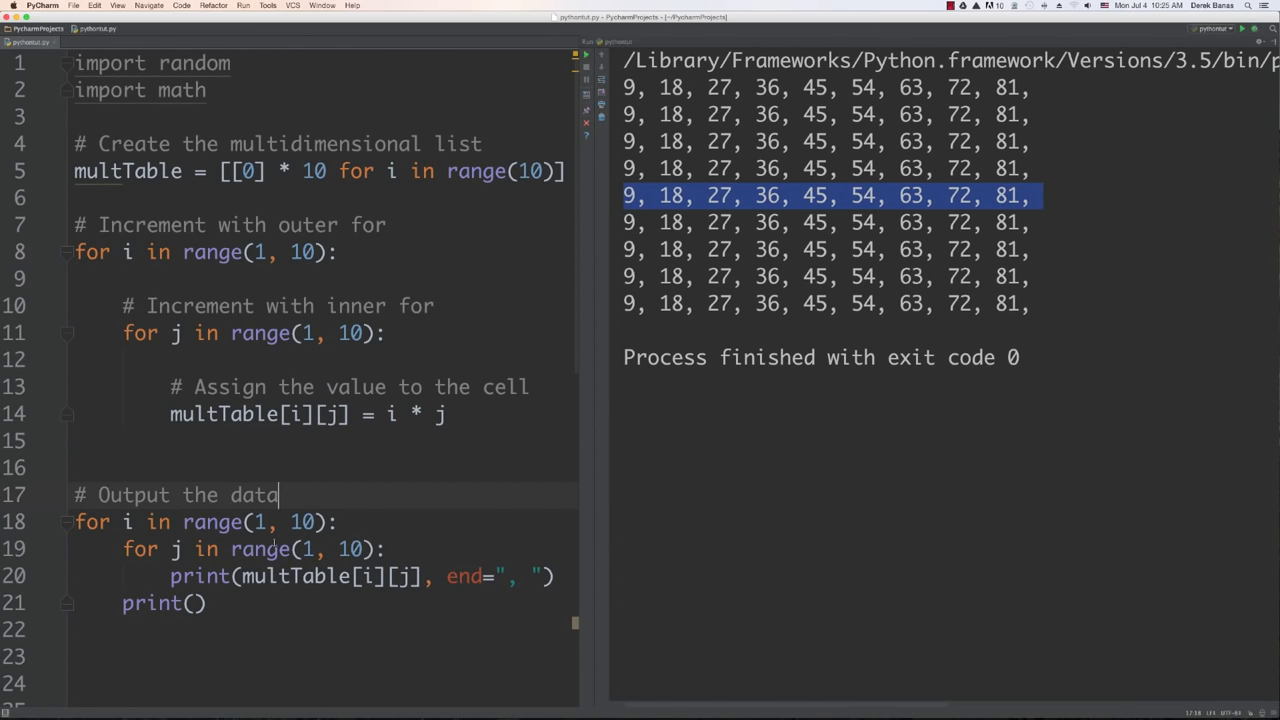 PyCharm File Edit View Navigate Code Refactor Run Tools VCS Window Help
10 Mon Jul 4 10:25 AM Derek Banas
pythontut.py - PycharmProjects - [~/PycharmProjects]
PycharmProjects pythontut.py pythontut
pythontut.py
Run pythontut
1 import random
2 import math
3
4 # Create the multidimensional list
5 multTable = [[0] * 10 for i in range(10)]
6
7 # Increment with outer for
8 for i in range(1, 10):
9
10 # Increment with inner for
11 for j in range(1, 10):
12
13 # Assign the value to the cell
14 multTable[i][j] = i * j
15
16
17 # Output the data
18 for i in range(1, 10):
19 for j in range(1, 10):
20 print(multTable[i][j], end=", ")
21 print()
22
23
24
/Library/Frameworks/Python.framework/Versions/3.5/bin/p
9, 18, 27, 36, 45, 54, 63, 72, 81,
9, 18, 27, 36, 45, 54, 63, 72, 81,
9, 18, 27, 36, 45, 54, 63, 72, 81,
9, 18, 27, 36, 45, 54, 63, 72, 81,
9, 18, 27, 36, 45, 54, 63, 72, 81,
9, 18, 27, 36, 45, 54, 63, 72, 81,
9, 18, 27, 36, 45, 54, 63, 72, 81,
9, 18, 27, 36, 45, 54, 63, 72, 81,
9, 18, 27, 36, 45, 54, 63, 72, 81,
Process finished with exit code 0
17:18 UTF-8